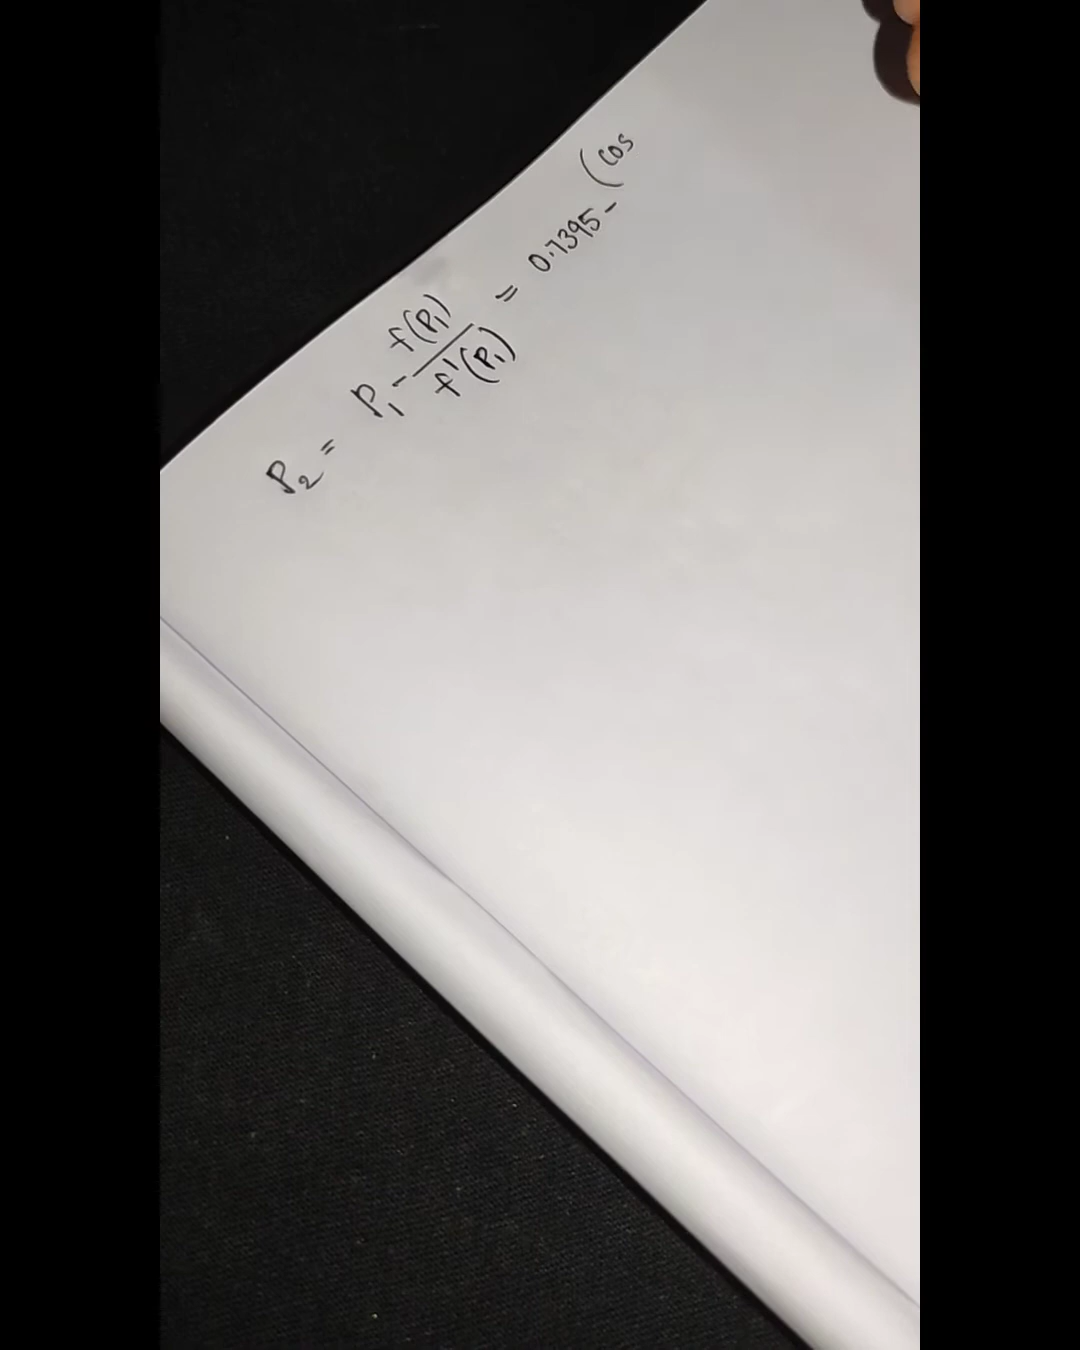 P₂ = P₁ - f(P₁)/f'(P₁) = 0.7395 - (cos